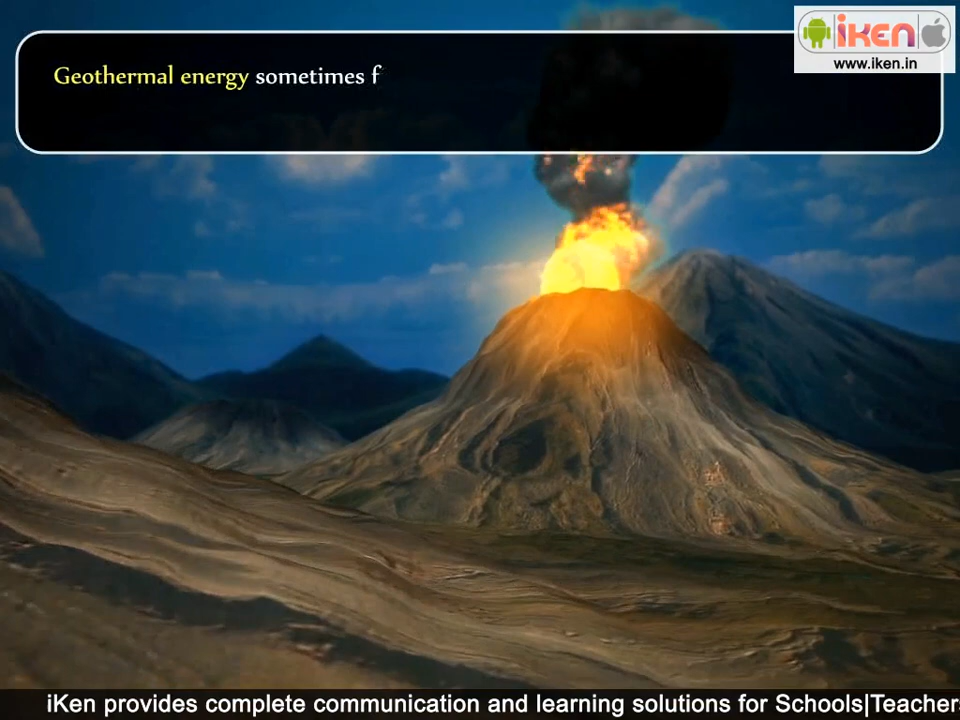 iken
www.iken.in
Geothermal energy sometimes f
iKen provides complete communication and learning solutions for Schools|Teachers